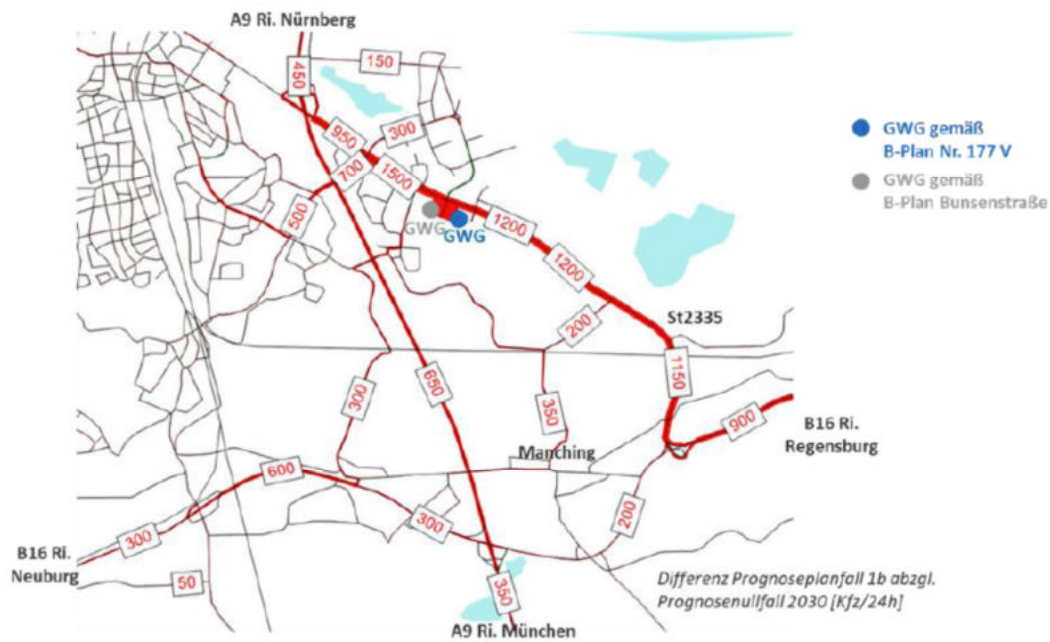 A9 Ri. Nürnberg
450
150
950
300
GWG gemäß
B-Plan Nr. 177 V
GWG gemäß
B-Plan Bunsenstraße
700
1500
500
GWG
GWG
1200
1200
200
St2335
1150
300
650
350
900
B16 Ri.
Regensburg
Manching
600
300
200
300
B16 Ri.
Neuburg
50
350
Differenz Prognoseplanfall 1b abzgl.
Prognosenullfall 2030 [Kfz/24h]
A9 Ri. München